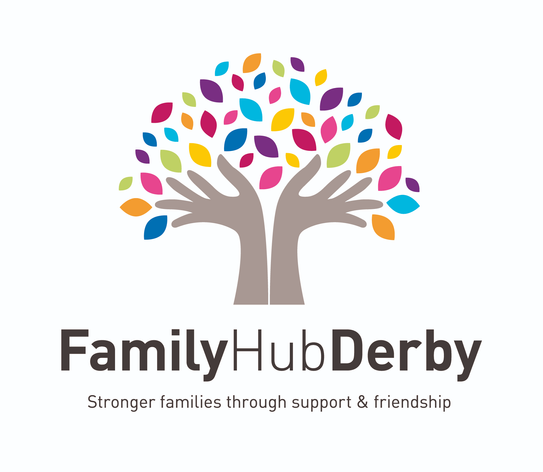 FamilyHubDerby
Stronger families through support & friendship